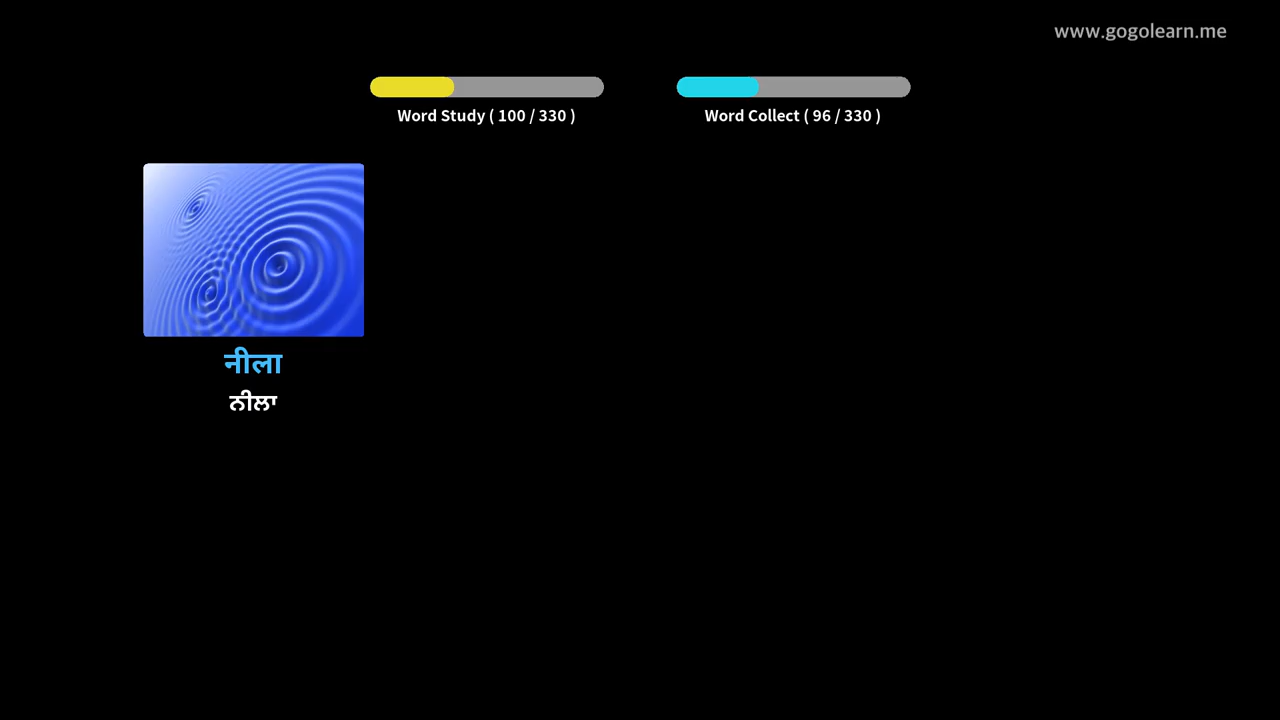 www.gogolearn.me
Word Study ( 100 / 330 )
Word Collect ( 96 / 330 )
नीला
ਨੀਲਾ